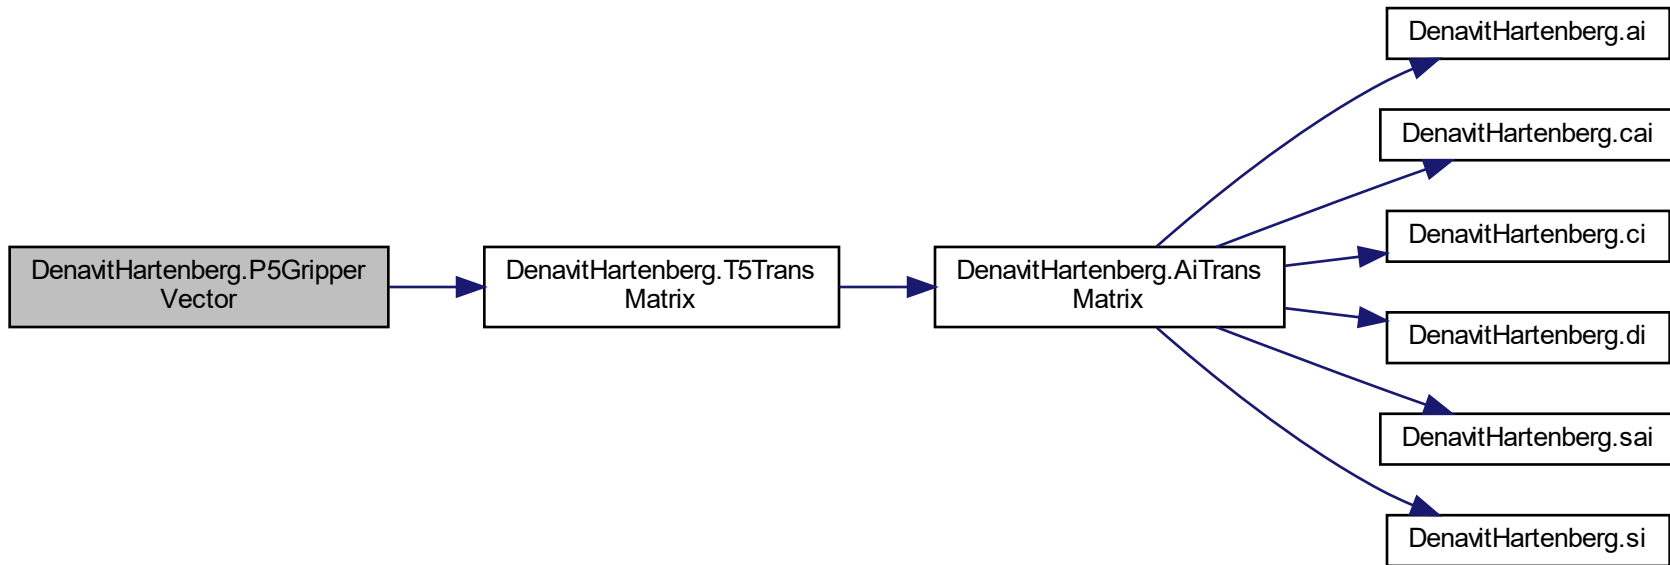 DenavitHartenberg.P5Gripper
Vector
DenavitHartenberg.T5Trans
Matrix
DenavitHartenberg.AiTrans
Matrix
DenavitHartenberg.ai
DenavitHartenberg.cai
DenavitHartenberg.ci
DenavitHartenberg.di
DenavitHartenberg.sai
DenavitHartenberg.si